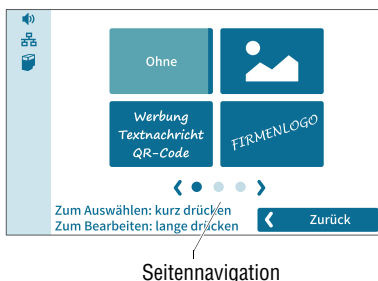 Ohne
Werbung
Textnachricht
QR-Code
FIRMENLOGO
Zum Auswählen: kurz drücken
Zum Bearbeiten: lange drücken
Zurück
Seitennavigation